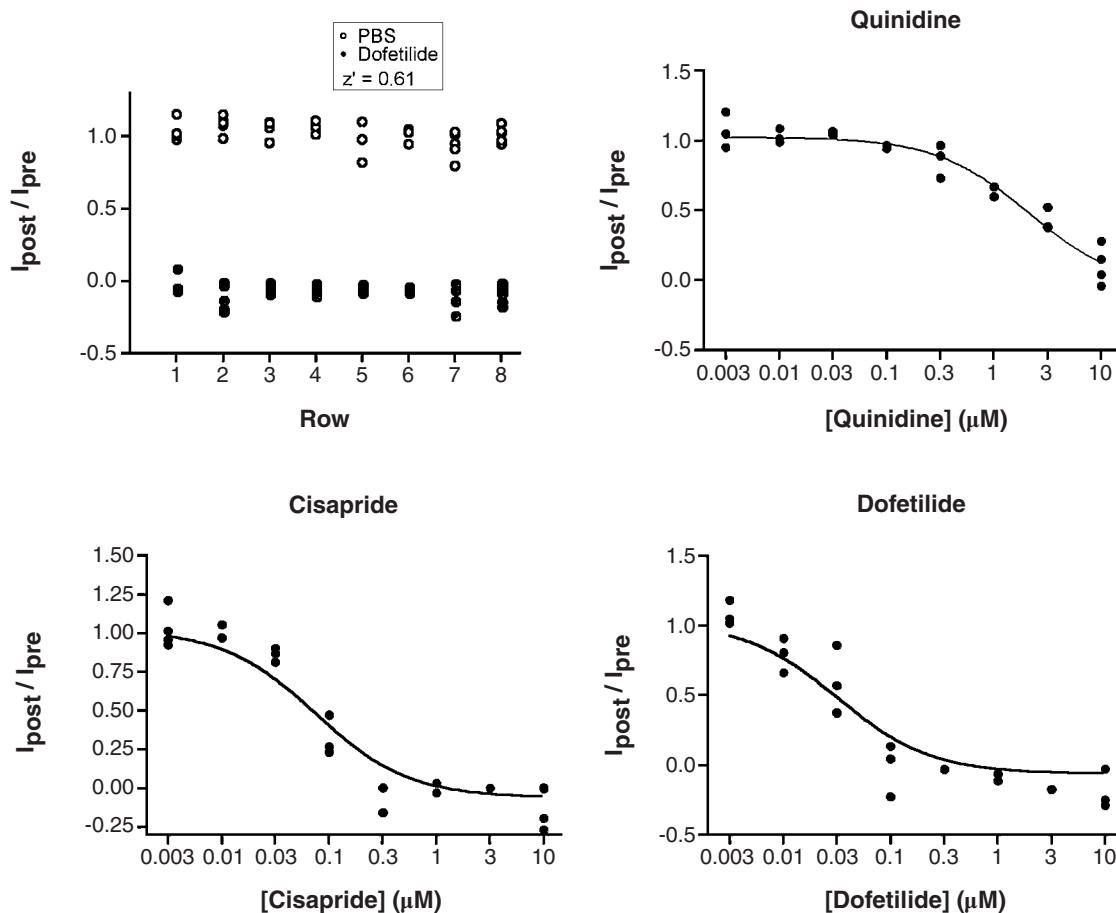 PBS
Dofetilide
z' = 0.61
Ipost / Ipre
1.0
0.5
0.0
-0.5
1 2 3 4 5 6 7 8
Row
Quinidine
Ipost / Ipre
1.5
1.0
0.5
0.0
-0.5
0.003 0.01 0.03 0.1 0.3 1 3 10
[Quinidine] (μM)
Cisapride
Ipost / Ipre
1.50
1.25
1.00
0.75
0.50
0.25
0.00
-0.25
0.003 0.01 0.03 0.1 0.3 1 3 10
[Cisapride] (μM)
Dofetilide
Ipost / Ipre
1.5
1.0
0.5
0.0
-0.5
0.003 0.01 0.03 0.1 0.3 1 3 10
[Dofetilide] (μM)